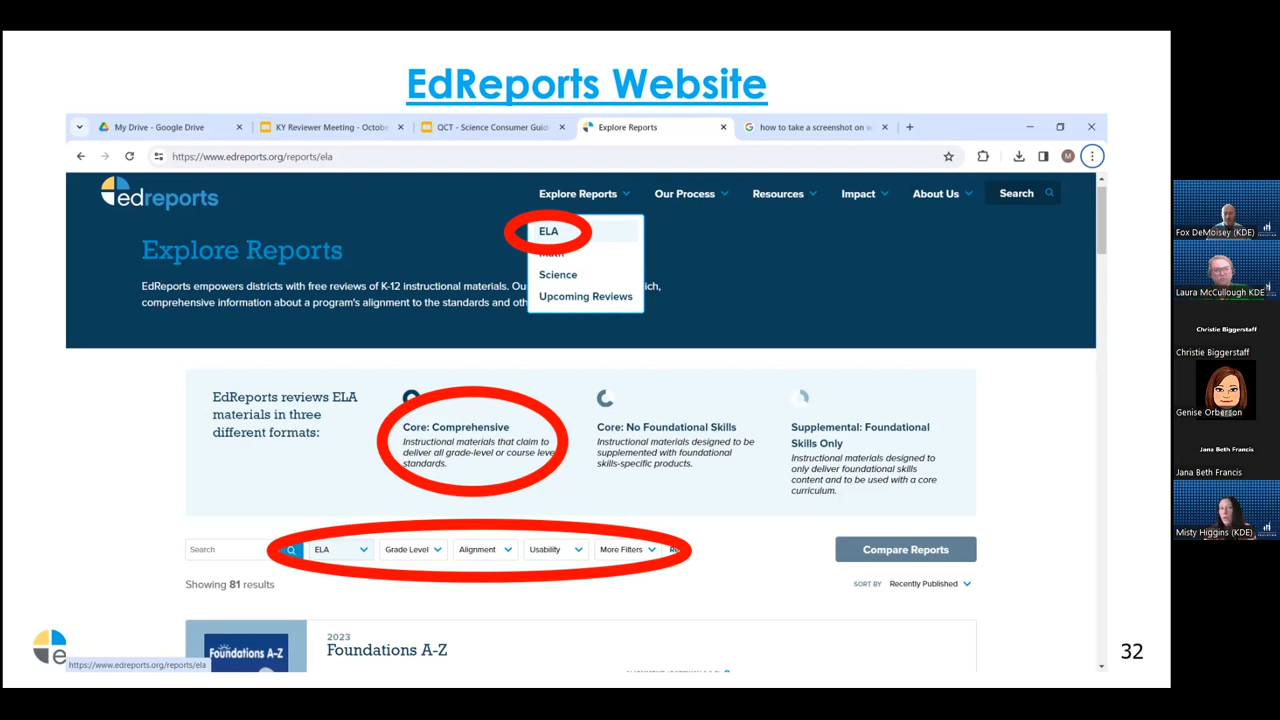 EdReports Website
My Drive - Google Drive
KY Reviewer Meeting - Octobe
QCT - Science Consumer Guid
Explore Reports
how to take a screenshot on w
https://www.edreports.org/reports/ela
M
edreports
Explore Reports
Our Process
Resources
Impact
About Us
Search
ELA
Math
Science
Upcoming Reviews
Explore Reports
EdReports empowers districts with free reviews of K-12 instructional materials. Ou
ich,
comprehensive information about a program's alignment to the standards and oth
EdReports reviews ELA
materials in three
different formats:
Core: Comprehensive
Instructional materials that claim to
deliver all grade-level or course leve
standards.
Core: No Foundational Skills
Instructional materials designed to be
supplemented with foundational
skills-specific products.
Supplemental: Foundational
Skills Only
Instructional materials designed to
only deliver foundational skills
content and to be used with a core
curriculum.
Search
ELA
Grade Level
Alignment
Usability
More Filters
Compare Reports
Showing 81 results
SORT BY
Recently Published
Foundations A-Z
2023
Foundations A-Z
e
https://www.edreports.org/reports/ela
32
Fox DeMoisey (KDE)
Laura McCullough KDE
Christie Biggerstaff
Christie Biggerstaff
Genise Orberson
Jana Beth Francis
Jana Beth Francis
Misty Higgins (KDE)